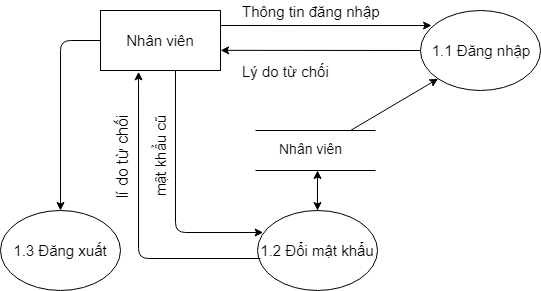 Thông tin đăng nhập
Nhân viên
1.1 Đăng nhập
Lý do từ chối
lí do từ chối
mật khẩu cũ
Nhân viên
1.3 Đăng xuất
1.2 Đổi mật khẩu